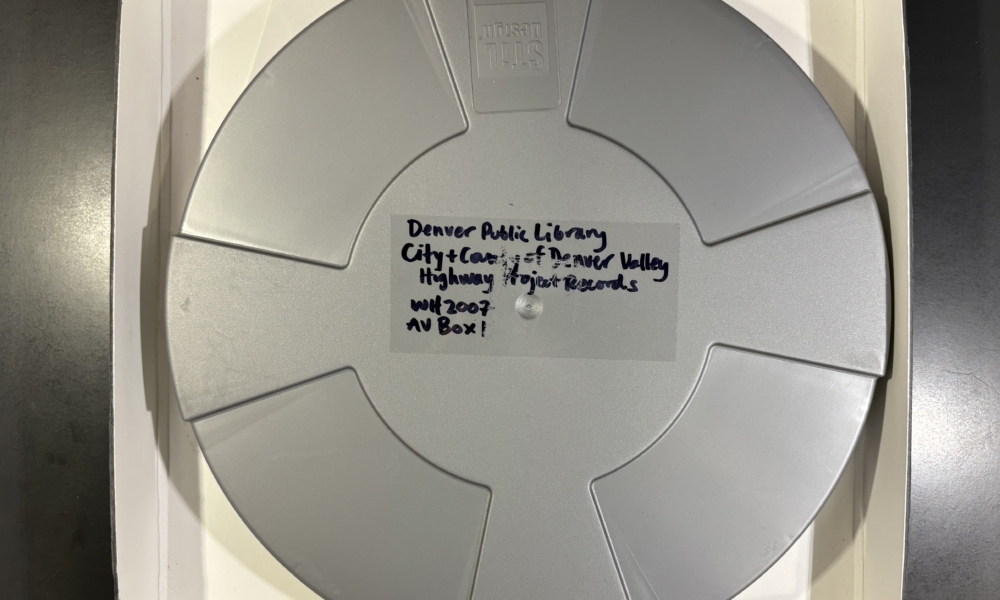 STIL
design
Denver Public Library
City + County of Denver Valley
Highway Project Records
WH2007
AV Box 1